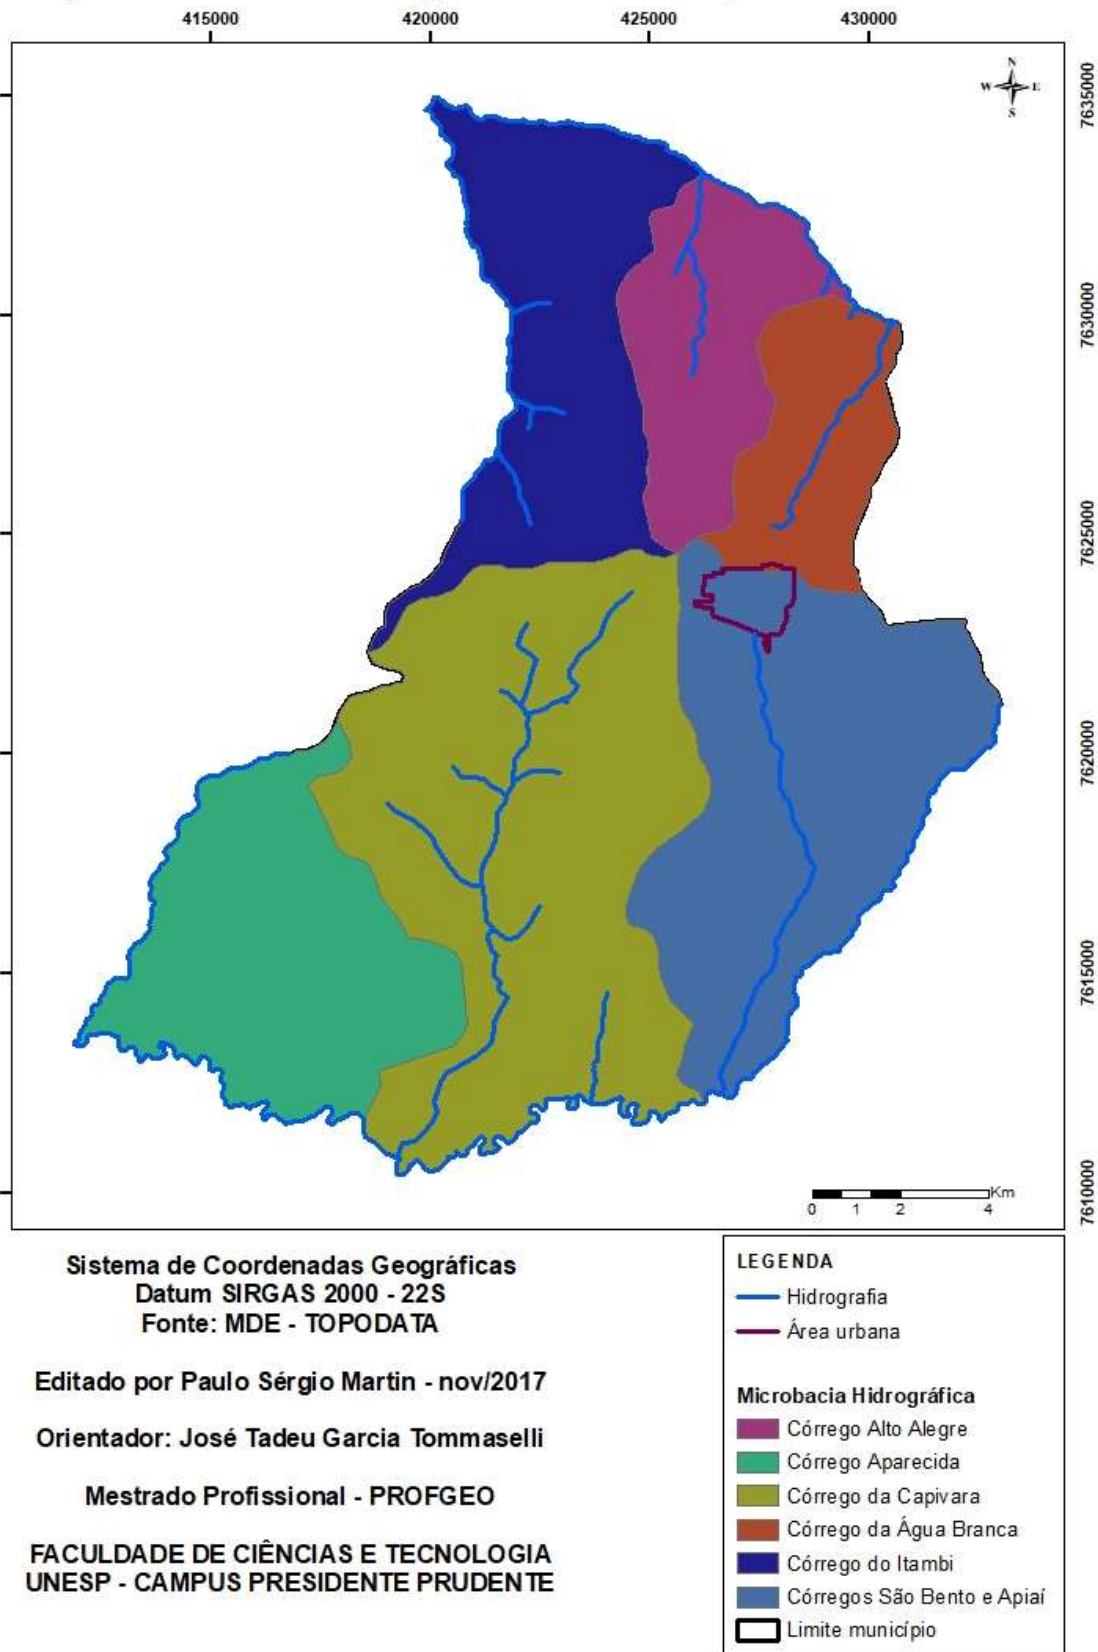 415000 420000 425000 430000
N
W E
S
7635000
7630000
7625000
7620000
7615000
7610000
Km
0 1 2 4
Sistema de Coordenadas Geográficas
Datum SIRGAS 2000 - 22S
Fonte: MDE - TOPODATA
Editado por Paulo Sérgio Martin - nov/2017
Orientador: José Tadeu Garcia Tommaselli
Mestrado Profissional - PROFGEO
FACULDADE DE CIÊNCIAS E TECNOLOGIA
UNESP - CAMPUS PRESIDENTE PRUDENTE
LEGENDA
Hidrografia
Área urbana
Microbacia Hidrográfica
Córrego Alto Alegre
Córrego Aparecida
Córrego da Capivara
Córrego da Água Branca
Córrego do Itambi
Córregos São Bento e Apiaí
Limite município